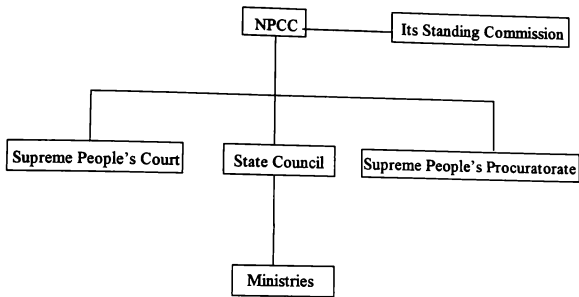 NPCC
Its Standing Commission
Supreme People's Court
State Council
Supreme People's Procuratorate
Ministries